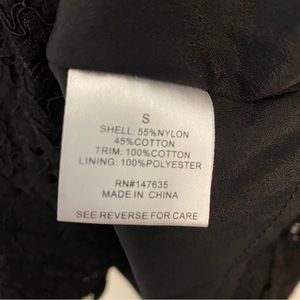 S
SHELL: 55%NYLON
45%COTTON
TRIM: 100%COTTON
LINING: 100%POLYESTER
RN#147635
MADE IN CHINA
SEE REVERSE FOR CARE